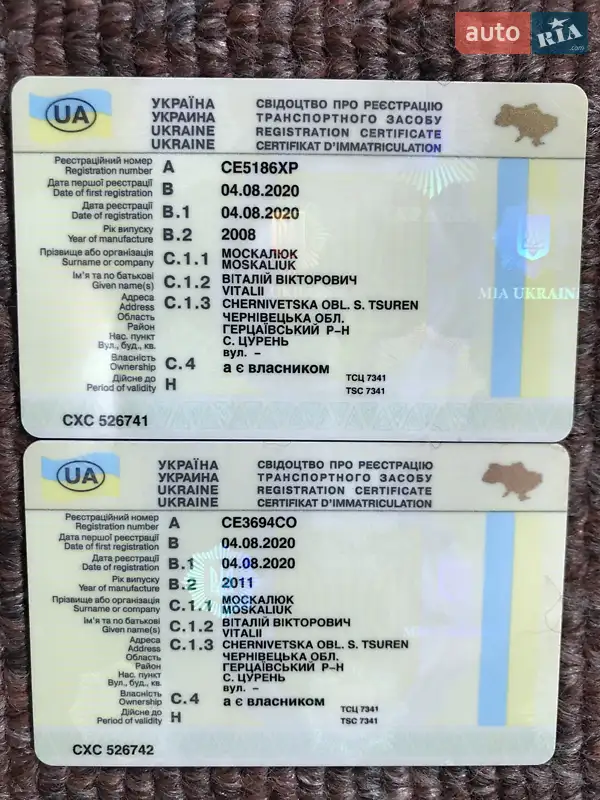 auto RIA .com
UA
УКРАЇНА
УКРАИНА
UKRAINE
UKRAINE
СВІДОЦТВО ПРО РЕЄСТРАЦІЮ
ТРАНСПОРТНОГО ЗАСОБУ
REGISTRATION CERTIFICATE
CERTIFIKAT D'IMMATRICULATION
Реєстраційний номер
Registration number A CE5186XP
Дата першої реєстрації
Date of first registration B 04.08.2020
Дата реєстрації
Date of registration B.1 04.08.2020
Рік випуску
Year of manufacture B.2 2008
Прізвище або організація
Surname or company C.1.1 МОСКАЛЮК
MOSKALIUK
Ім'я та по батькові
Given name(s) C.1.2 ВІТАЛІЙ ВІКТОРОВИЧ
VITALII
Адреса
Address C.1.3 CHERNIVETSKA OBL. S. TSUREN
Область ЧЕРНІВЕЦЬКА ОБЛ.
Район ГЕРЦАЇВСЬКИЙ Р-Н
Нас. пункт С. ЦУРЕНЬ
Вул., буд., кв. вул. –
Власність
Ownership C.4 а є власником
Дійсне до
Period of validity H
ТСЦ 7341
TSC 7341
MIA UKRAIN
СХС 526741
UA
УКРАЇНА
УКРАИНА
UKRAINE
UKRAINE
СВІДОЦТВО ПРО РЕЄСТРАЦІЮ
ТРАНСПОРТНОГО ЗАСОБУ
REGISTRATION CERTIFICATE
CERTIFIKAT D'IMMATRICULATION
Реєстраційний номер
Registration number A CE3694CO
Дата першої реєстрації
Date of first registration B 04.08.2020
Дата реєстрації
Date of registration B.1 04.08.2020
Рік випуску
Year of manufacture B.2 2011
Прізвище або організація
Surname or company C.1.1 МОСКАЛЮК
MOSKALIUK
Ім'я та по батькові
Given name(s) C.1.2 ВІТАЛІЙ ВІКТОРОВИЧ
VITALII
Адреса
Address C.1.3 CHERNIVETSKA OBL. S. TSUREN
Область ЧЕРНІВЕЦЬКА ОБЛ.
Район ГЕРЦАЇВСЬКИЙ Р-Н
Нас. пункт С. ЦУРЕНЬ
Вул., буд., кв. вул. –
Власність
Ownership C.4 а є власником
Дійсне до
Period of validity H
ТСЦ 7341
TSC 7341
СХС 526742